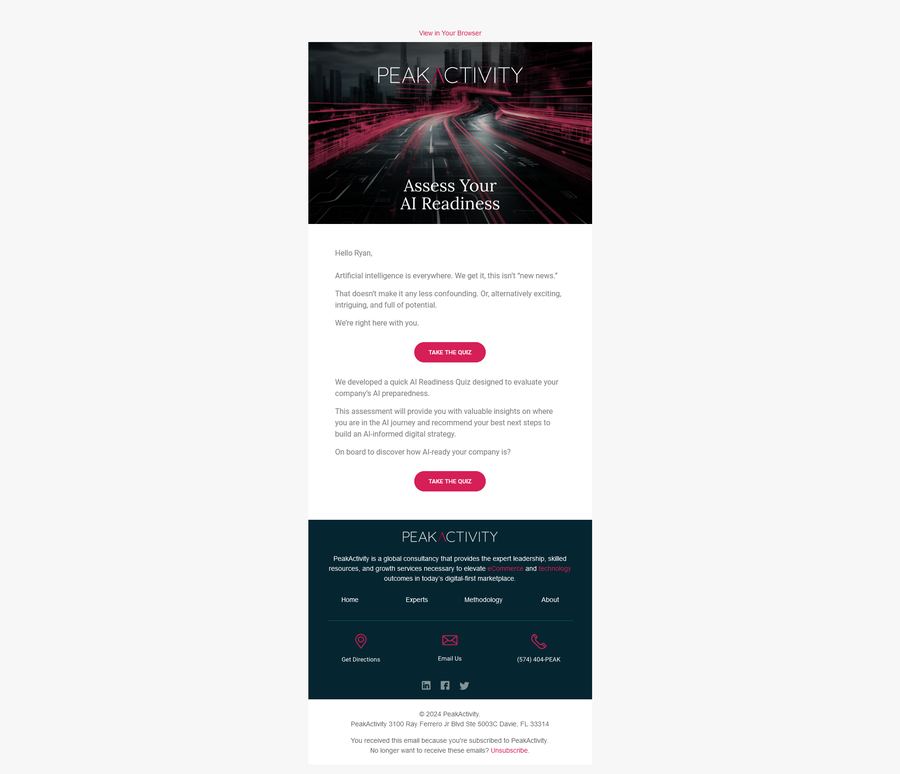 View in Your Browser
PEAKACTIVITY
Assess Your
AI Readiness
Hello Ryan,
Artificial intelligence is everywhere. We get it, this isn't “new news.”
That doesn't make it any less confounding. Or, alternatively exciting,
intriguing, and full of potential.
We're right here with you.
TAKE THE QUIZ
We developed a quick AI Readiness Quiz designed to evaluate your
company's AI preparedness.
This assessment will provide you with valuable insights on where
you are in the AI journey and recommend your best next steps to
build an AI-informed digital strategy.
On board to discover how AI-ready your company is?
TAKE THE QUIZ
PEAKACTIVITY
PeakActivity is a global consultancy that provides the expert leadership, skilled
resources, and growth services necessary to elevate eCommerce and technology
outcomes in today's digital-first marketplace.
Home Experts Methodology About
Get Directions Email Us (574) 404-PEAK
© 2024 PeakActivity,
PeakActivity 3100 Ray Ferrero Jr Blvd Ste 5003C Davie, FL 33314
You received this email because you're subscribed to PeakActivity.
No longer want to receive these emails? Unsubscribe.